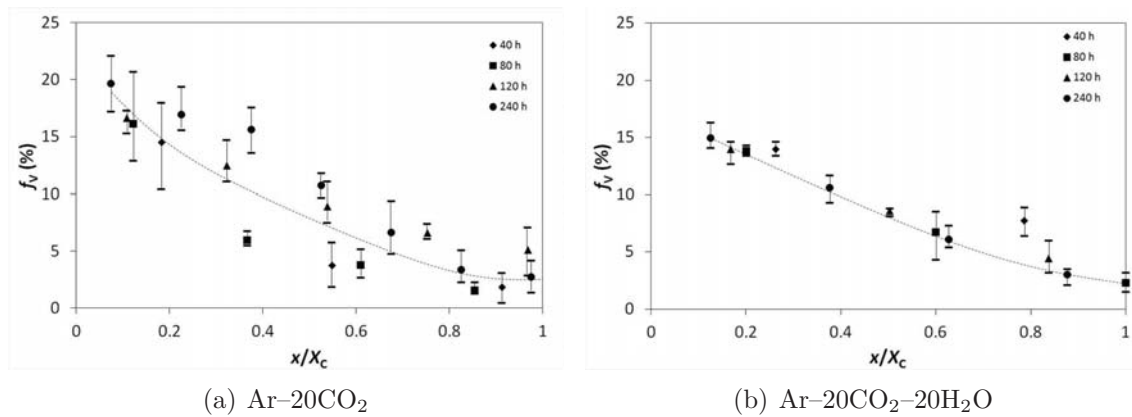 25
20
15
10
5
0
f_v (%)
0 0.2 0.4 0.6 0.8 1
x/X_C
◆ 40 h
■ 80 h
▲ 120 h
● 240 h
(a) Ar–20CO₂
25
20
15
10
5
0
f_v (%)
0 0.2 0.4 0.6 0.8 1
x/X_C
◆ 40 h
■ 80 h
▲ 120 h
● 240 h
(b) Ar–20CO₂–20H₂O